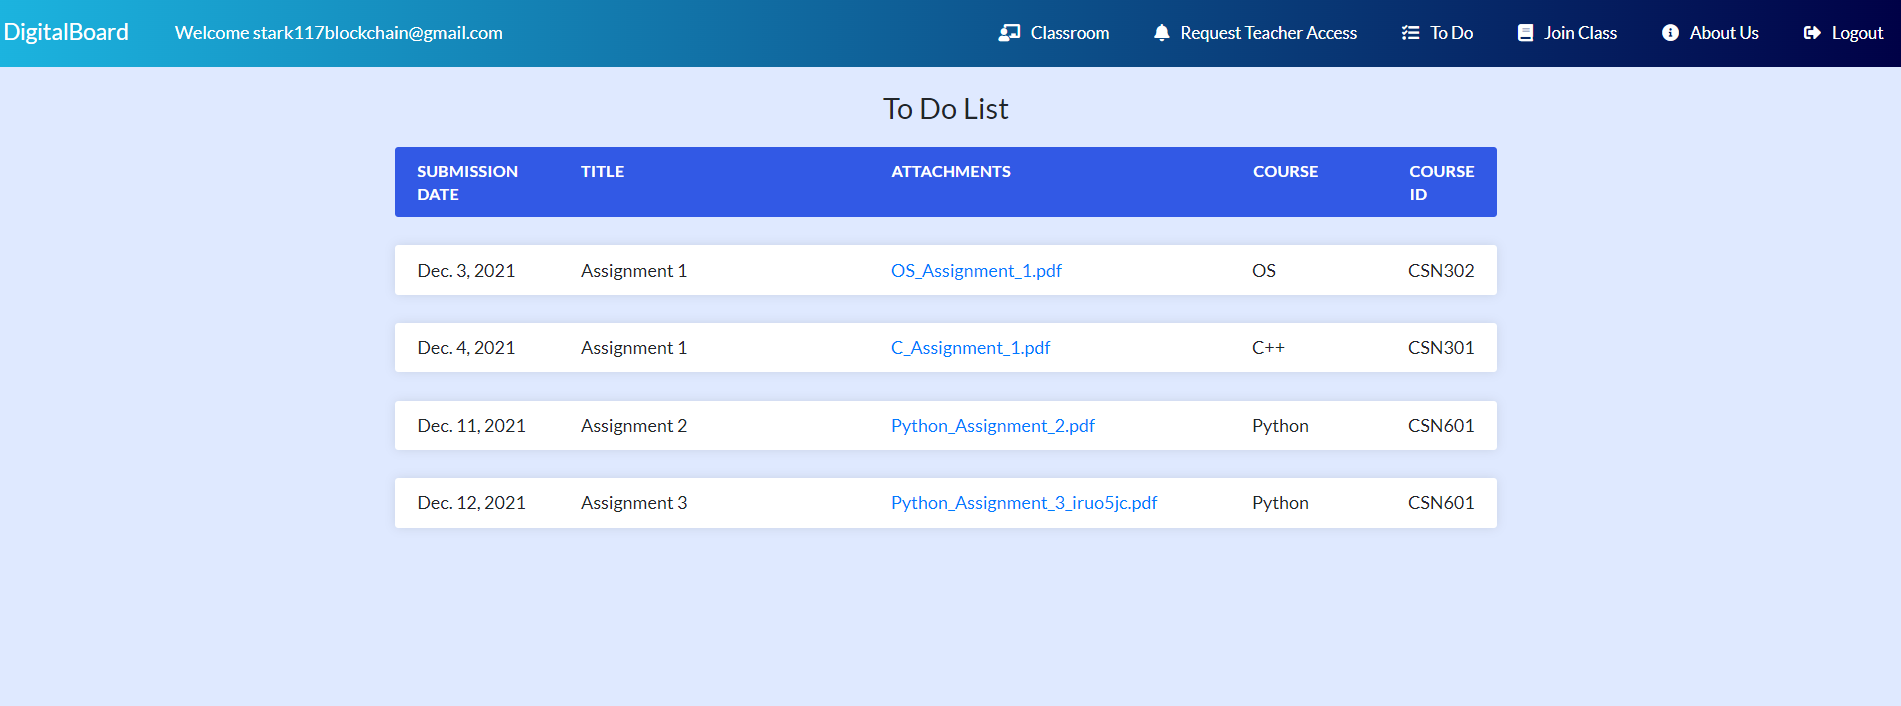 DigitalBoard Welcome stark117blockchain@gmail.com Classroom Request Teacher Access To Do Join Class About Us Logout
To Do List
SUBMISSION DATE TITLE ATTACHMENTS COURSE COURSE ID
Dec. 3, 2021 Assignment 1 OS_Assignment_1.pdf OS CSN302
Dec. 4, 2021 Assignment 1 C_Assignment_1.pdf C++ CSN301
Dec. 11, 2021 Assignment 2 Python_Assignment_2.pdf Python CSN601
Dec. 12, 2021 Assignment 3 Python_Assignment_3_iruo5jc.pdf Python CSN601